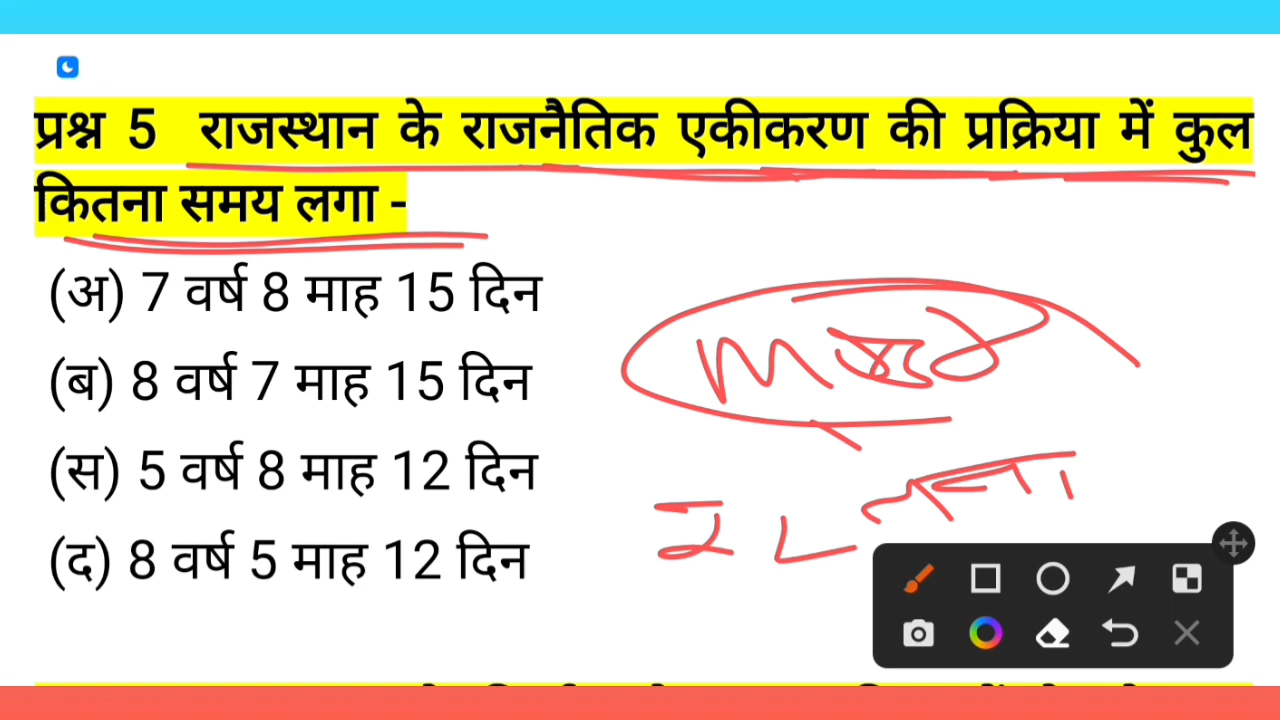 प्रश्न 5 राजस्थान के राजनैतिक एकीकरण की प्रक्रिया में कुल
कितना समय लगा -
(अ) 7 वर्ष 8 माह 15 दिन
(ब) 8 वर्ष 7 माह 15 दिन
(स) 5 वर्ष 8 माह 12 दिन
(द) 8 वर्ष 5 माह 12 दिन